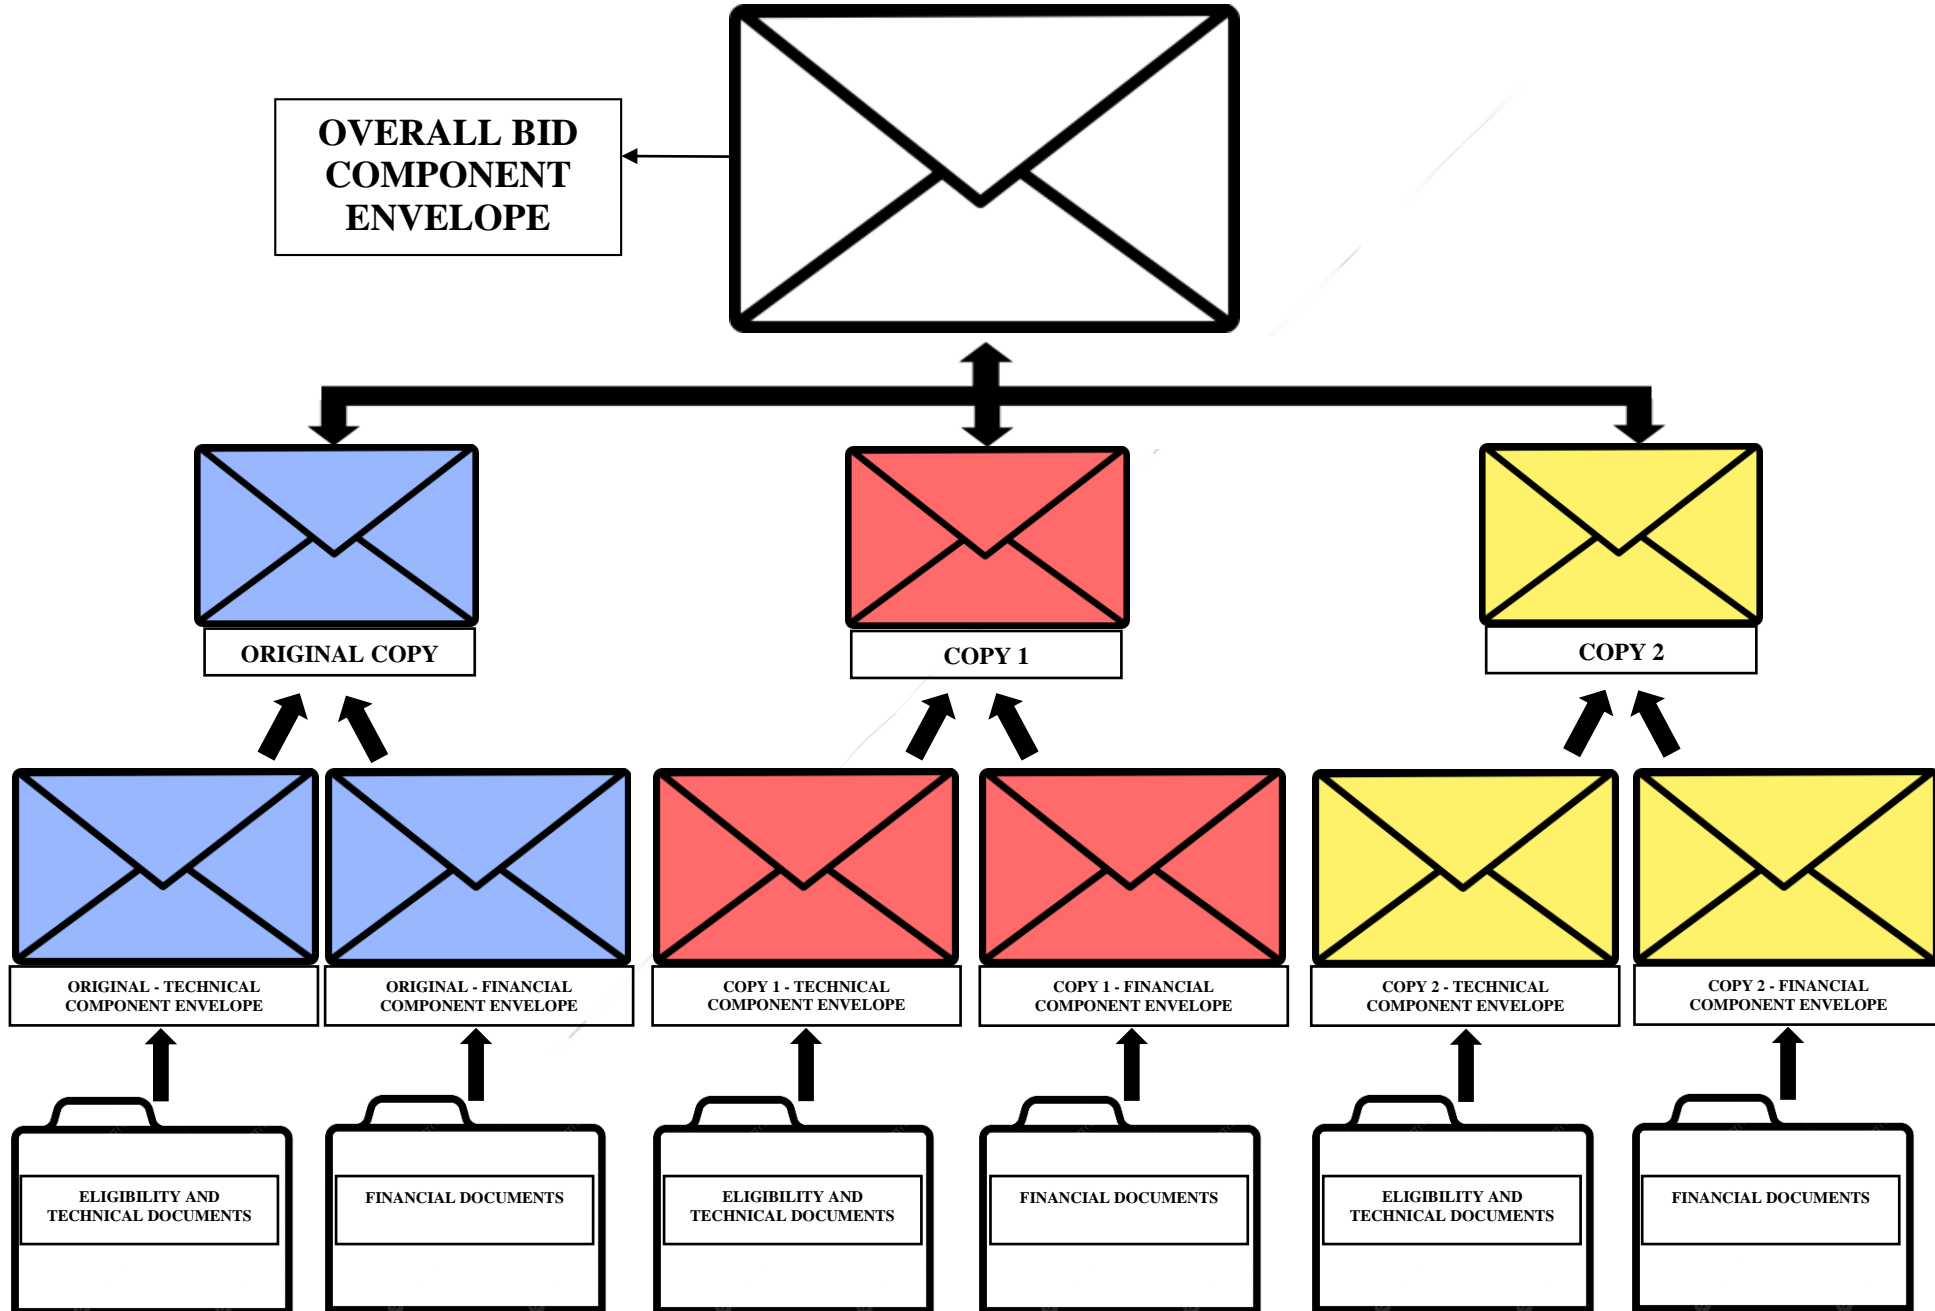 OVERALL BID
COMPONENT
ENVELOPE
ORIGINAL COPY
COPY 1
COPY 2
ORIGINAL - TECHNICAL
COMPONENT ENVELOPE
ORIGINAL - FINANCIAL
COMPONENT ENVELOPE
COPY 1 - TECHNICAL
COMPONENT ENVELOPE
COPY 1 - FINANCIAL
COMPONENT ENVELOPE
COPY 2 - TECHNICAL
COMPONENT ENVELOPE
COPY 2 - FINANCIAL
COMPONENT ENVELOPE
ELIGIBILITY AND
TECHNICAL DOCUMENTS
FINANCIAL DOCUMENTS
ELIGIBILITY AND
TECHNICAL DOCUMENTS
FINANCIAL DOCUMENTS
ELIGIBILITY AND
TECHNICAL DOCUMENTS
FINANCIAL DOCUMENTS